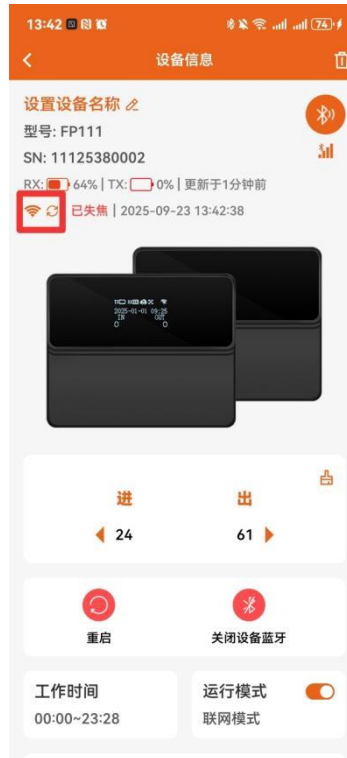 13:42 74
设备信息
设置设备名称
型号: FP111
SN: 11125380002
RX: 64% | TX: 0% | 更新于1分钟前
已失焦 | 2025-09-23 13:42:38
2025-01-01 09:25
IN OUT
0 0
进 出
24 61
重启 关闭设备蓝牙
工作时间 运行模式
00:00~23:28 联网模式